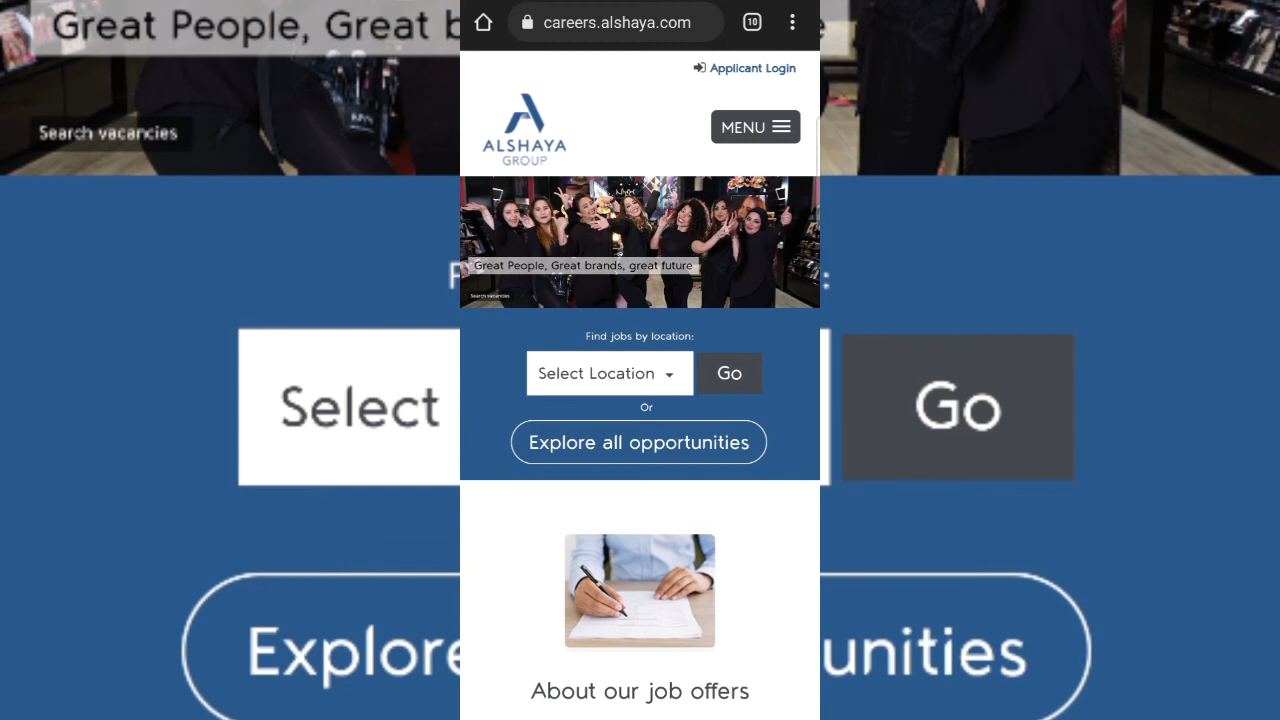 Great People, Great b
Search vacancies
Select
Go
Explore
unities
10
careers.alshaya.com
Applicant Login
ALSHAYA
GROUP
MENU
NYX
Great People, Great brands, great future
Search vacancies
Find jobs by location:
Select Location
Go
Or
Explore all opportunities
About our job offers